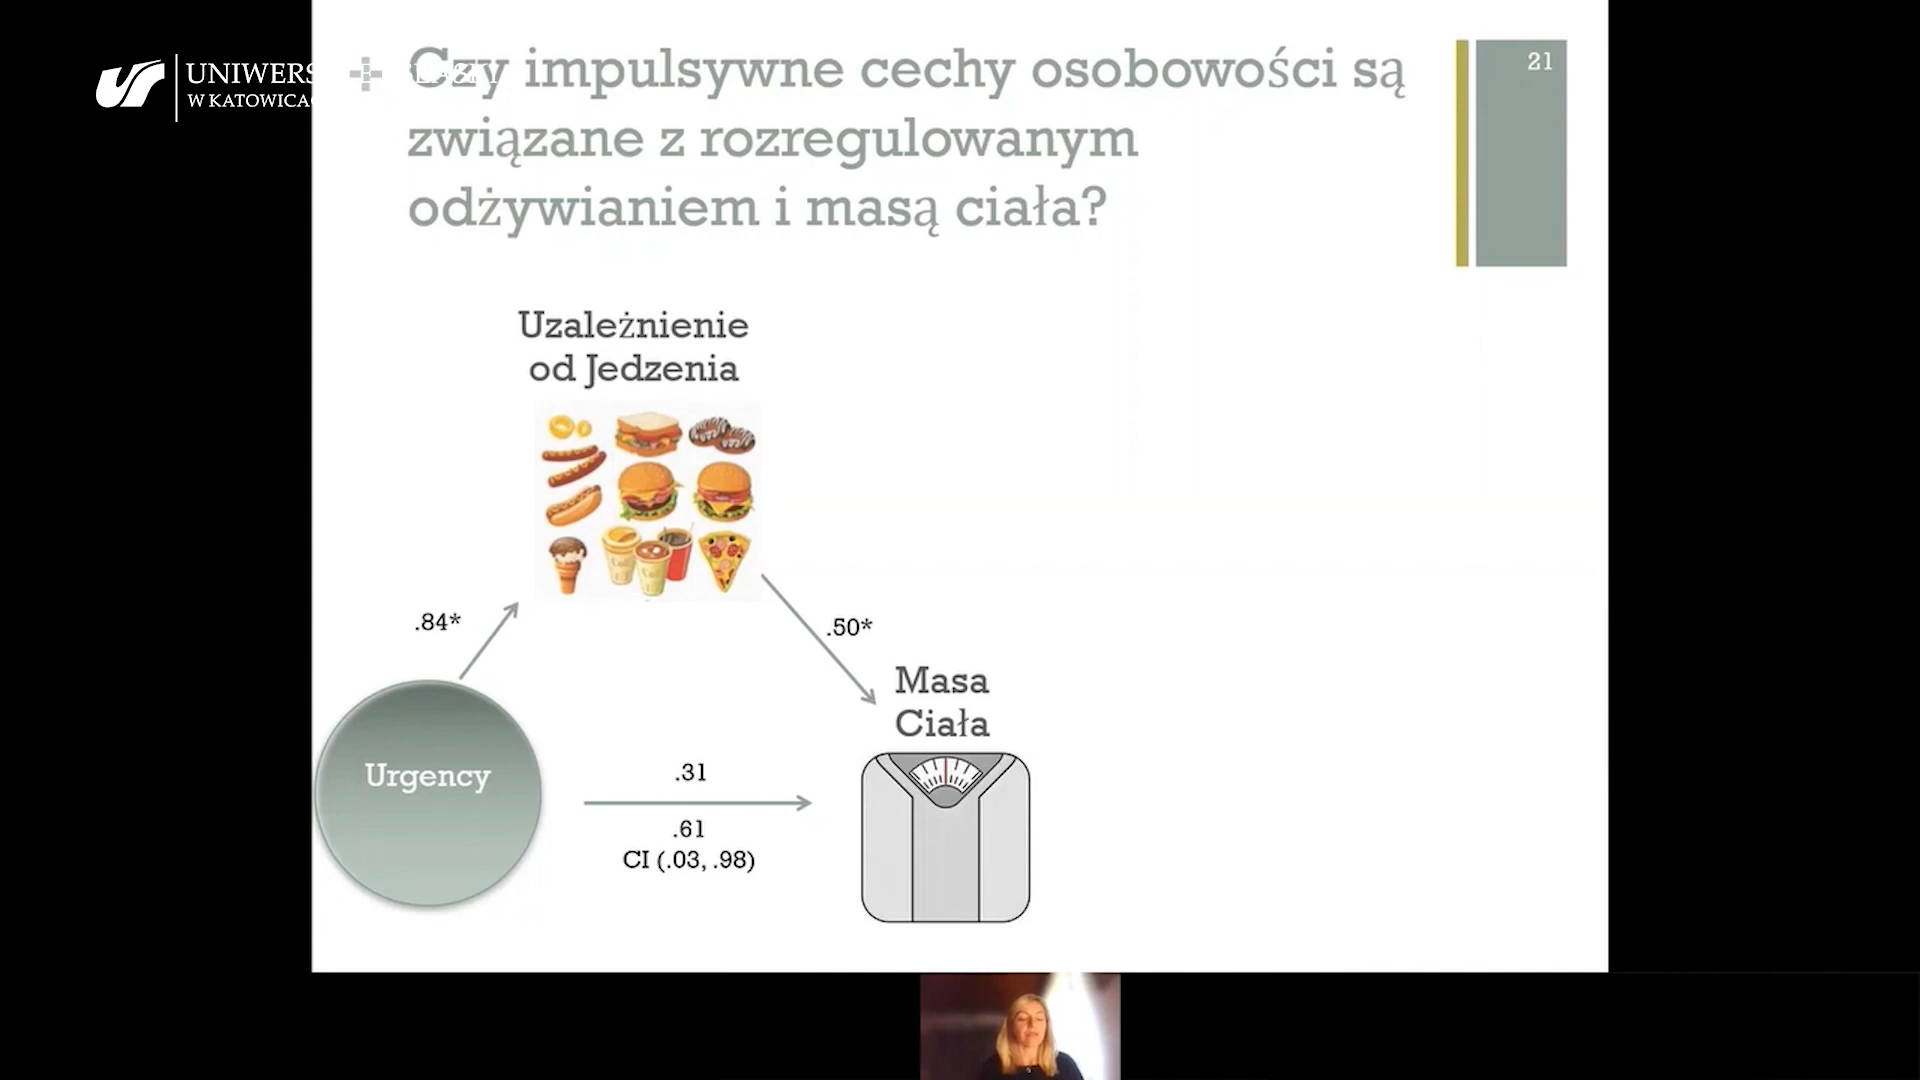 UNIWERS
W KATOWICA
Czy impulsywne cechy osobowości są
związane z rozregulowanym
odżywianiem i masą ciała?
21
Uzależnienie
od Jedzenia
.84*
.50*
Masa
Ciała
Urgency
.31
.61
CI (.03, .98)